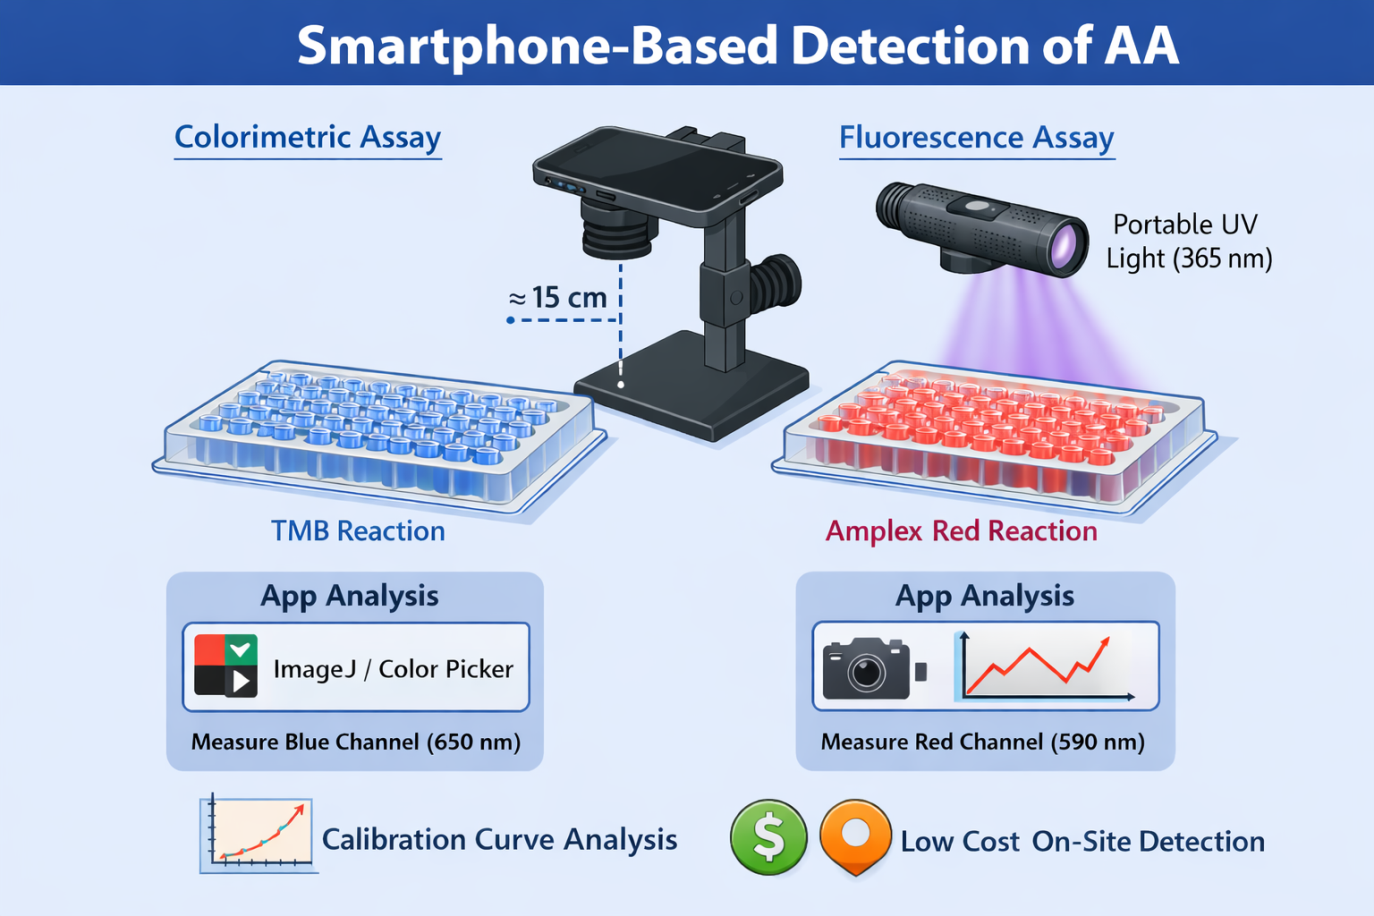 Smartphone-Based Detection of AA
Colorimetric Assay
Fluorescence Assay
Portable UV
Light (365 nm)
≈ 15 cm
TMB Reaction
Amplex Red Reaction
App Analysis
ImageJ / Color Picker
Measure Blue Channel (650 nm)
App Analysis
Measure Red Channel (590 nm)
Calibration Curve Analysis
$
Low Cost On-Site Detection